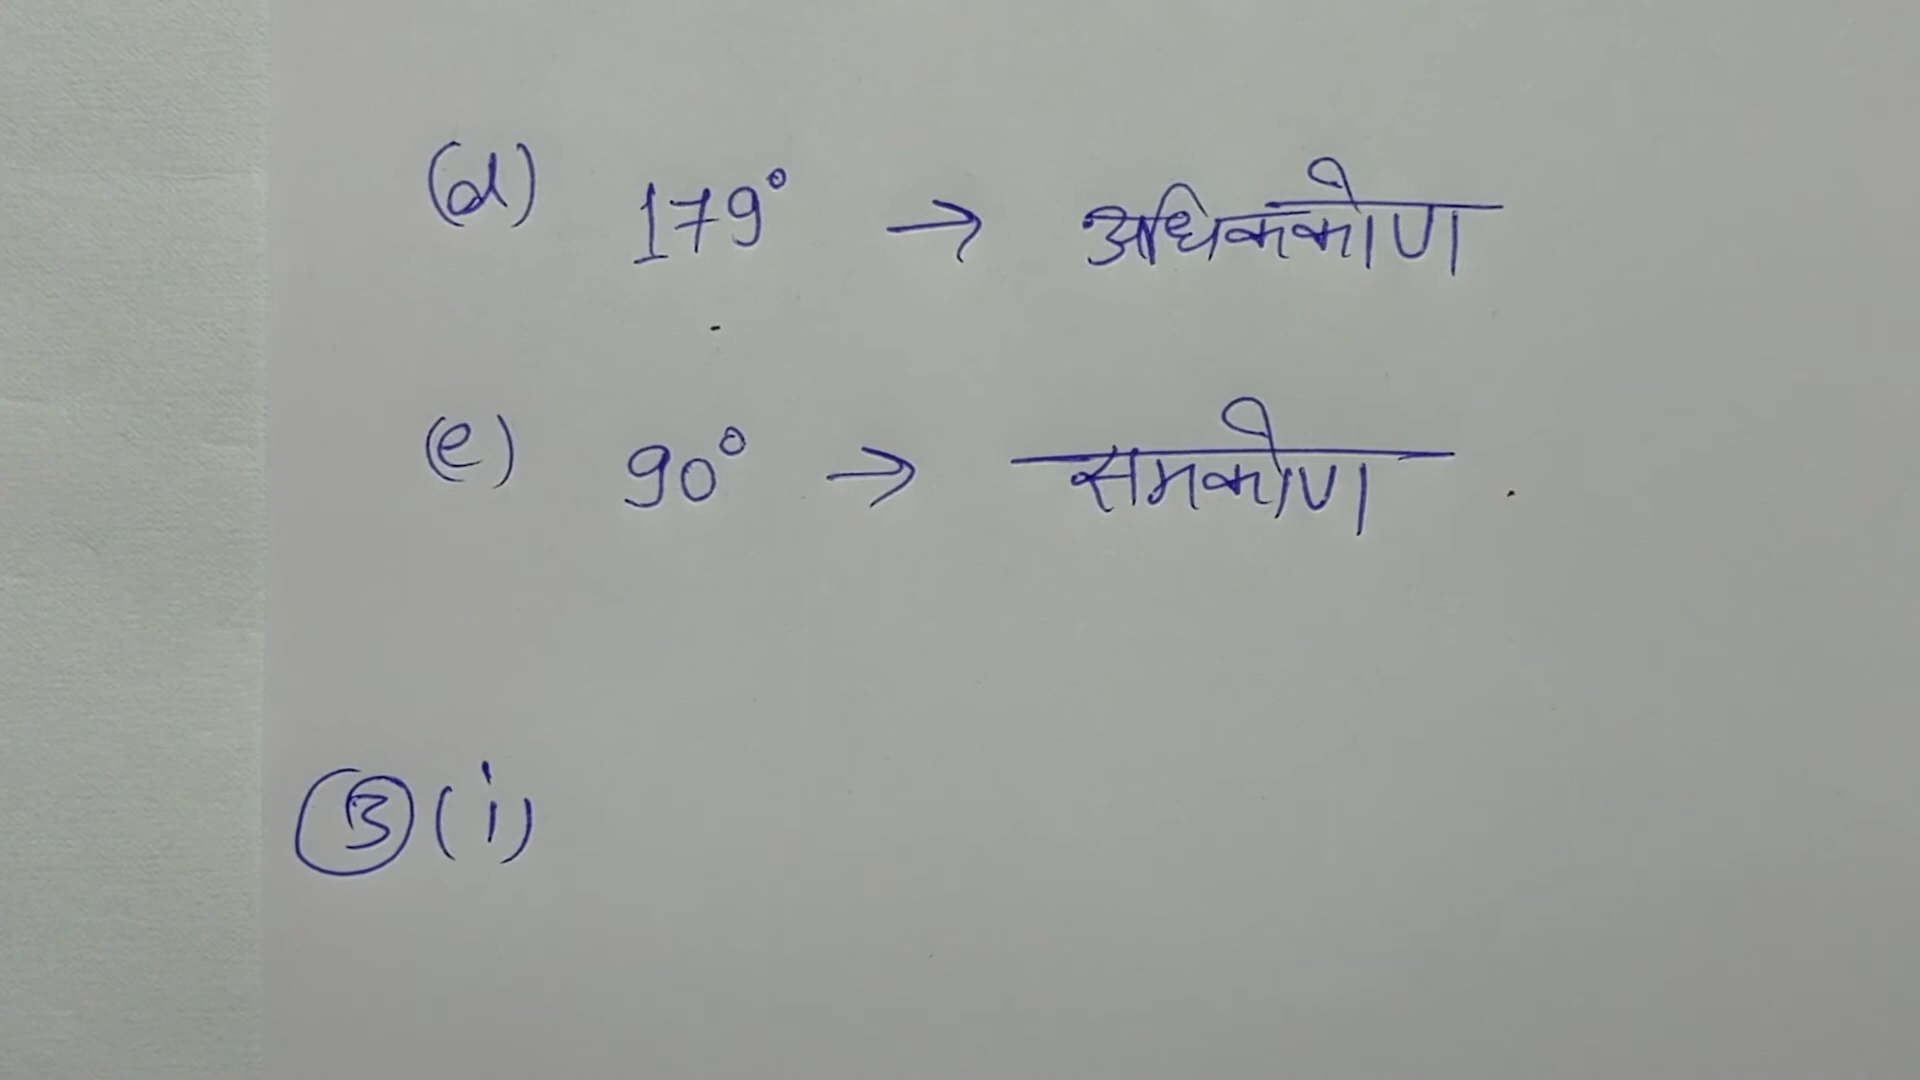 (d) 179° → अधिककोण
(e) 90° → समकोण
3 (i)